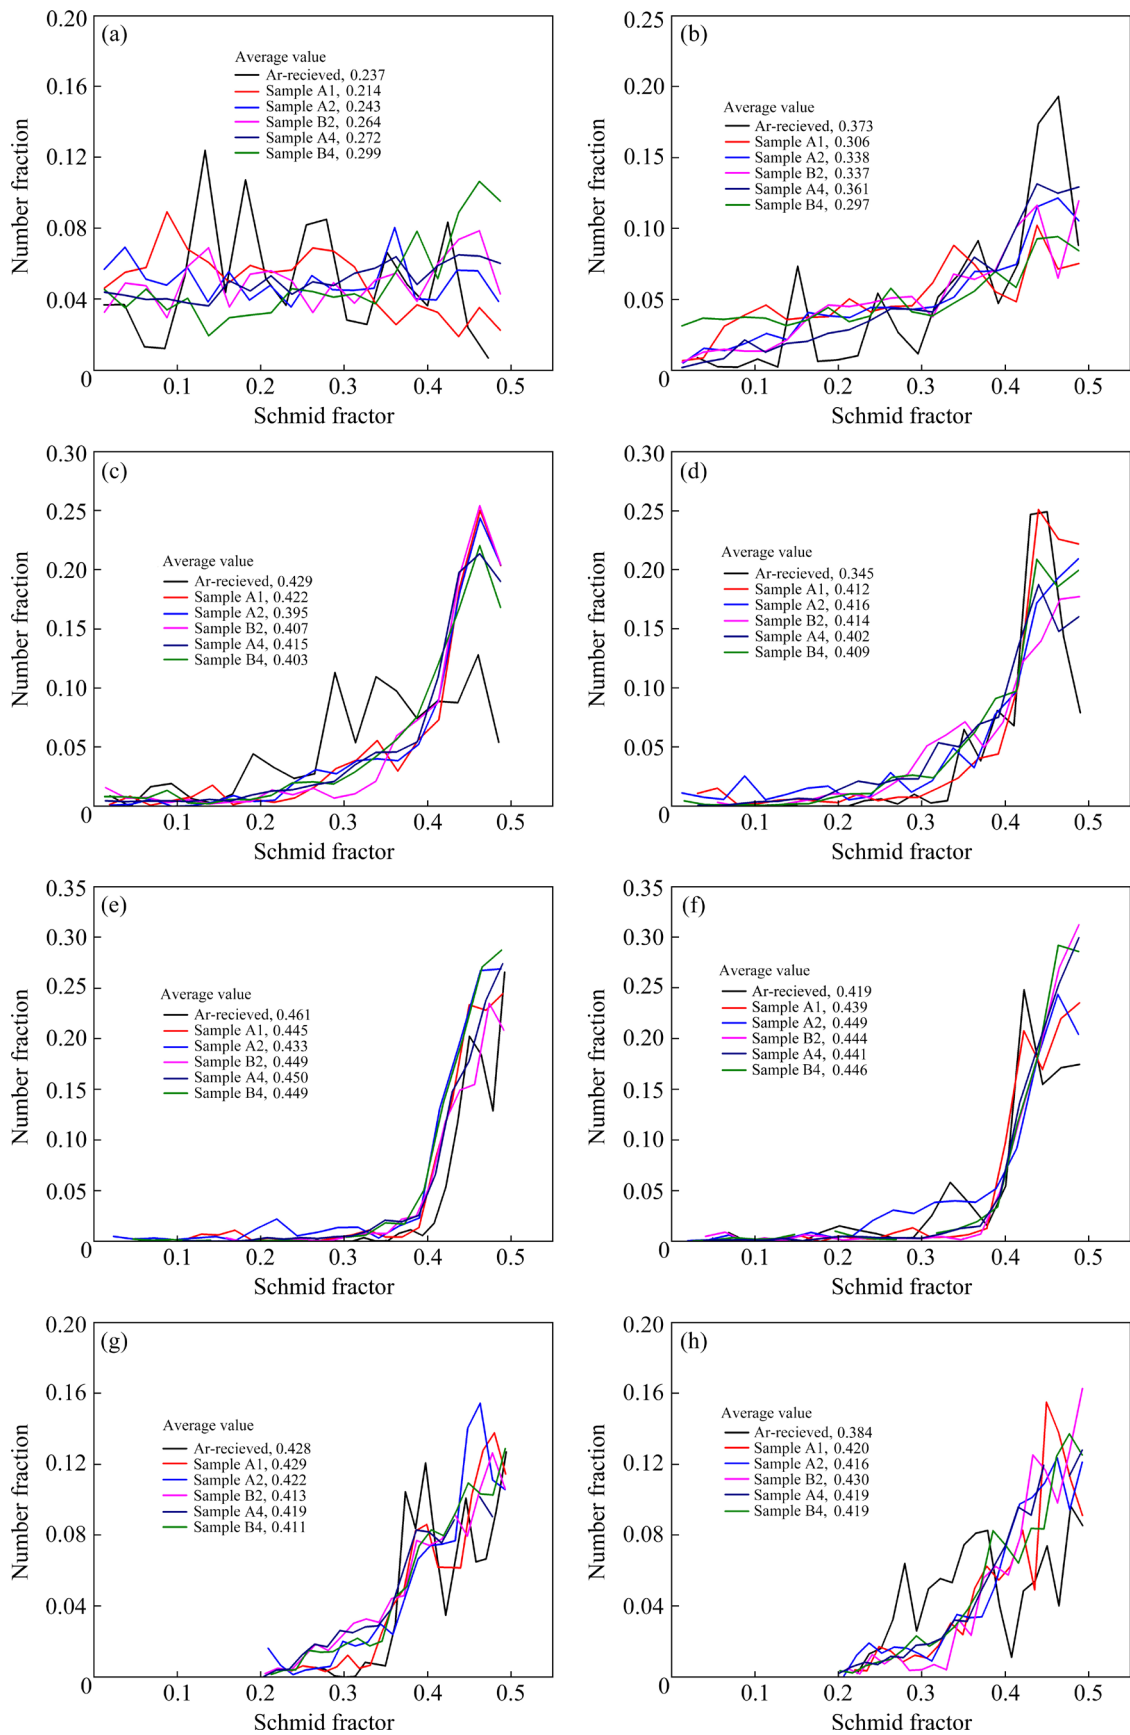 (a)
0.20
0.16
0.12
0.08
0.04
0
Number fraction
Average value
Ar-recieved, 0.237
Sample A1, 0.214
Sample A2, 0.243
Sample B2, 0.264
Sample A4, 0.272
Sample B4, 0.299
0.1 0.2 0.3 0.4 0.5
Schmid fractor
(b)
0.25
0.20
0.15
0.10
0.05
0
Number fraction
Average value
Ar-recieved, 0.373
Sample A1, 0.306
Sample A2, 0.338
Sample B2, 0.337
Sample A4, 0.361
Sample B4, 0.297
0.1 0.2 0.3 0.4 0.5
Schmid fractor
(c)
0.30
0.25
0.20
0.15
0.10
0.05
0
Number fraction
Average value
Ar-recieved, 0.429
Sample A1, 0.422
Sample A2, 0.395
Sample B2, 0.407
Sample A4, 0.415
Sample B4, 0.403
0.1 0.2 0.3 0.4 0.5
Schmid fractor
(d)
0.30
0.25
0.20
0.15
0.10
0.05
0
Number fraction
Average value
Ar-recieved, 0.345
Sample A1, 0.412
Sample A2, 0.416
Sample B2, 0.414
Sample A4, 0.402
Sample B4, 0.409
0.1 0.2 0.3 0.4 0.5
Schmid fractor
(e)
0.35
0.30
0.25
0.20
0.15
0.10
0.05
0
Number fraction
Average value
Ar-recieved, 0.461
Sample A1, 0.445
Sample A2, 0.433
Sample B2, 0.449
Sample A4, 0.450
Sample B4, 0.449
0.1 0.2 0.3 0.4 0.5
Schmid fractor
(f)
0.35
0.30
0.25
0.20
0.15
0.10
0.05
0
Number fraction
Average value
Ar-recieved, 0.419
Sample A1, 0.439
Sample A2, 0.449
Sample B2, 0.444
Sample A4, 0.441
Sample B4, 0.446
0.1 0.2 0.3 0.4 0.5
Schmid fractor
(g)
0.20
0.16
0.12
0.08
0.04
0
Number fraction
Average value
Ar-recieved, 0.428
Sample A1, 0.429
Sample A2, 0.422
Sample B2, 0.413
Sample A4, 0.419
Sample B4, 0.411
0.1 0.2 0.3 0.4 0.5
Schmid fractor
(h)
0.20
0.16
0.12
0.08
0.04
0
Number fraction
Average value
Ar-recieved, 0.384
Sample A1, 0.420
Sample A2, 0.416
Sample B2, 0.430
Sample A4, 0.419
Sample B4, 0.419
0.1 0.2 0.3 0.4 0.5
Schmid fractor